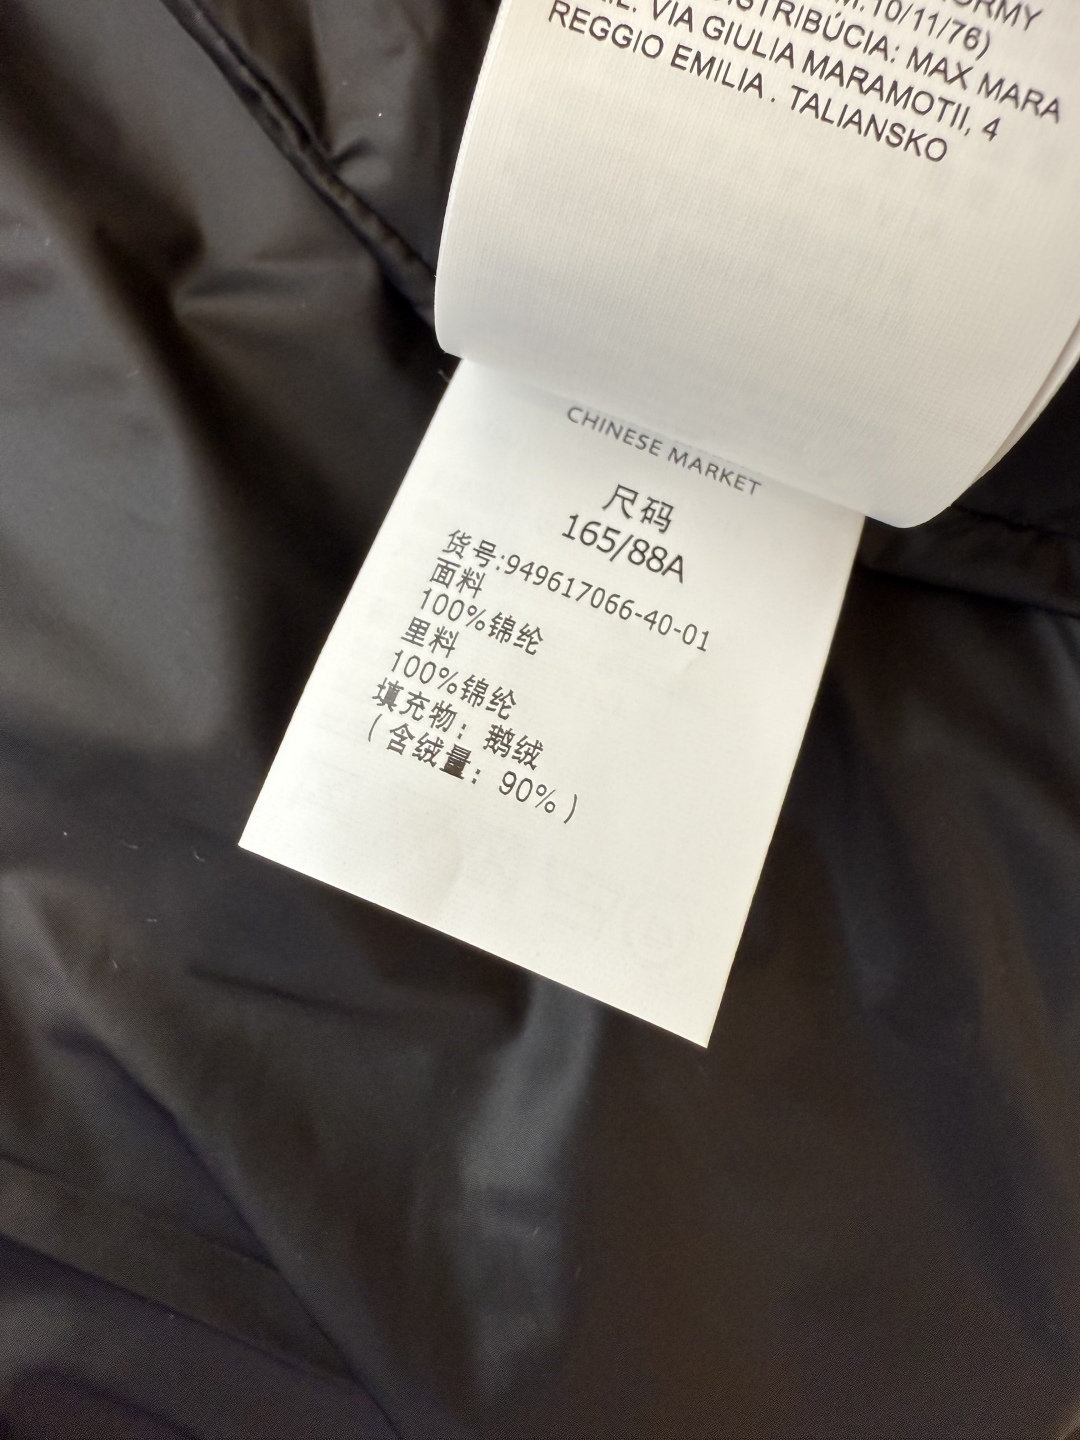 ORMY
M.10/11/76)
DISTRIBÚCIA: MAX MARA
VIA GIULIA MARAMOTII, 4
REGGIO EMILIA . TALIANSKO
CHINESE MARKET
尺码
165/88A
货号:949617066-40-01
面料
100%锦纶
里料
100%锦纶
填充物: 鹅绒
(含绒量: 90%)